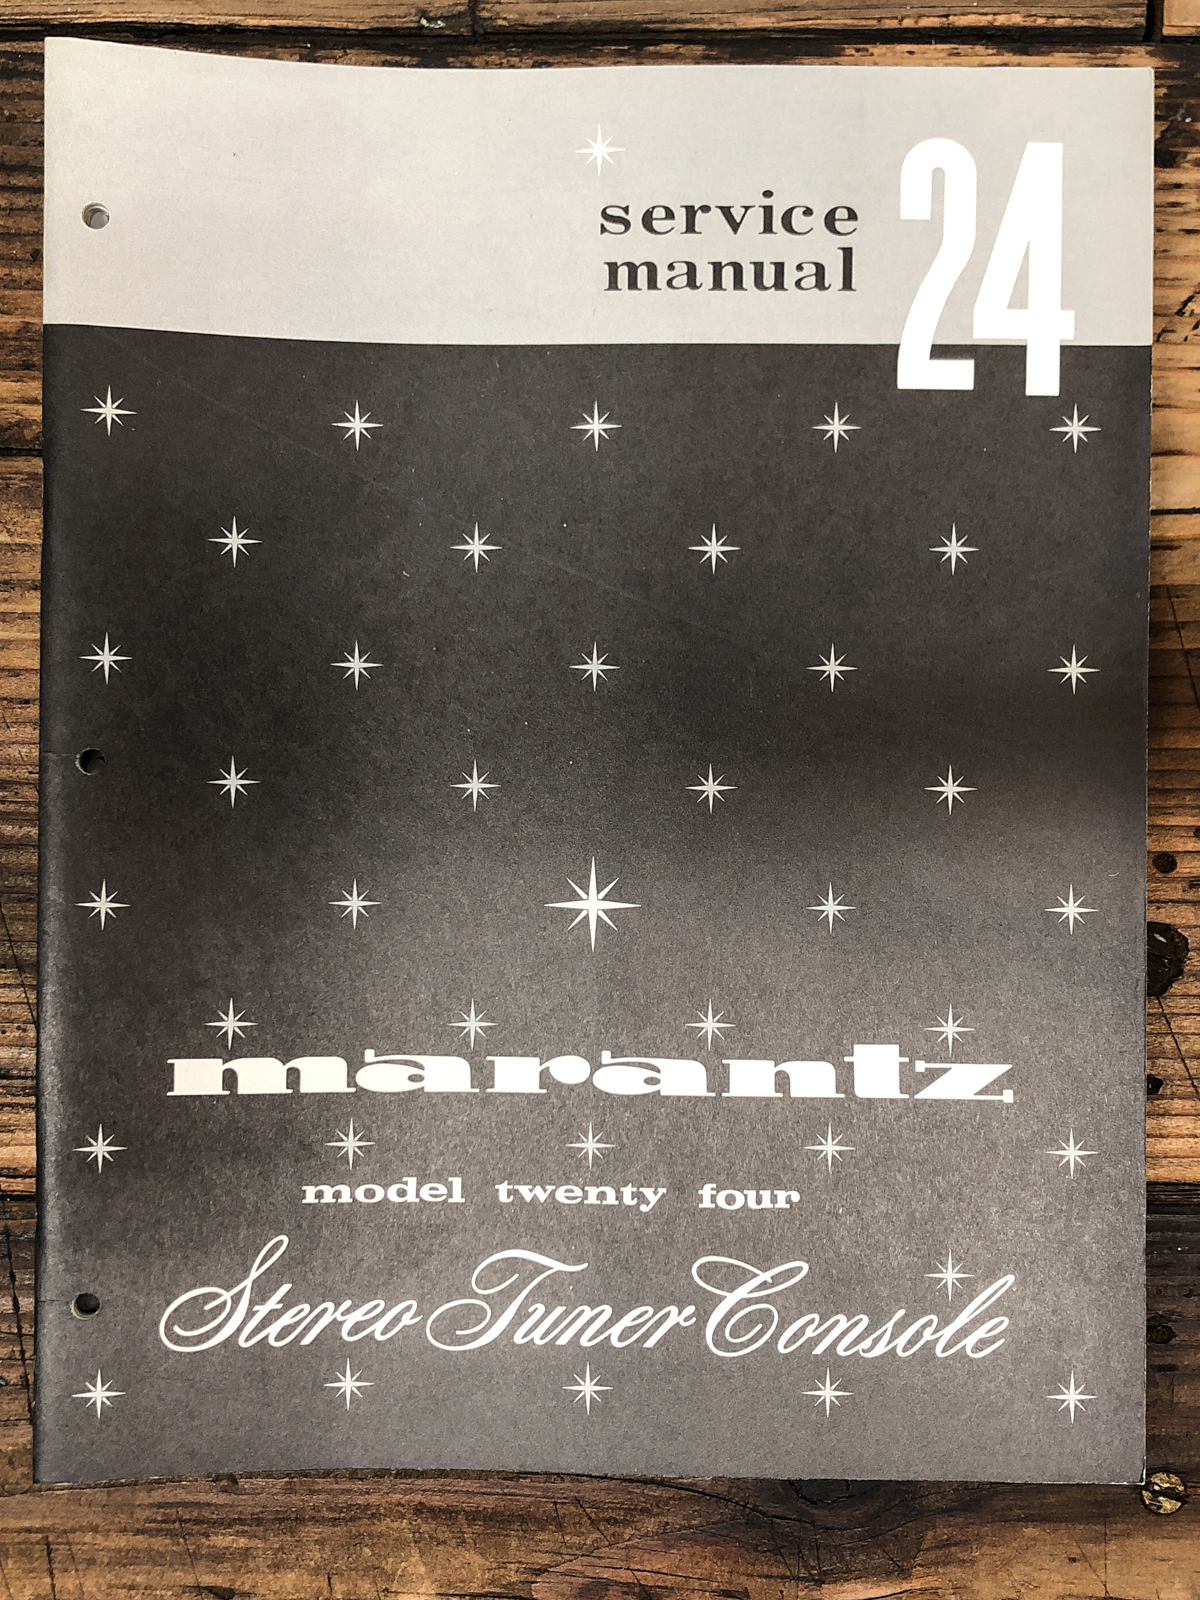 service
manual
24
marantz
model twenty four
Stereo Tuner Console